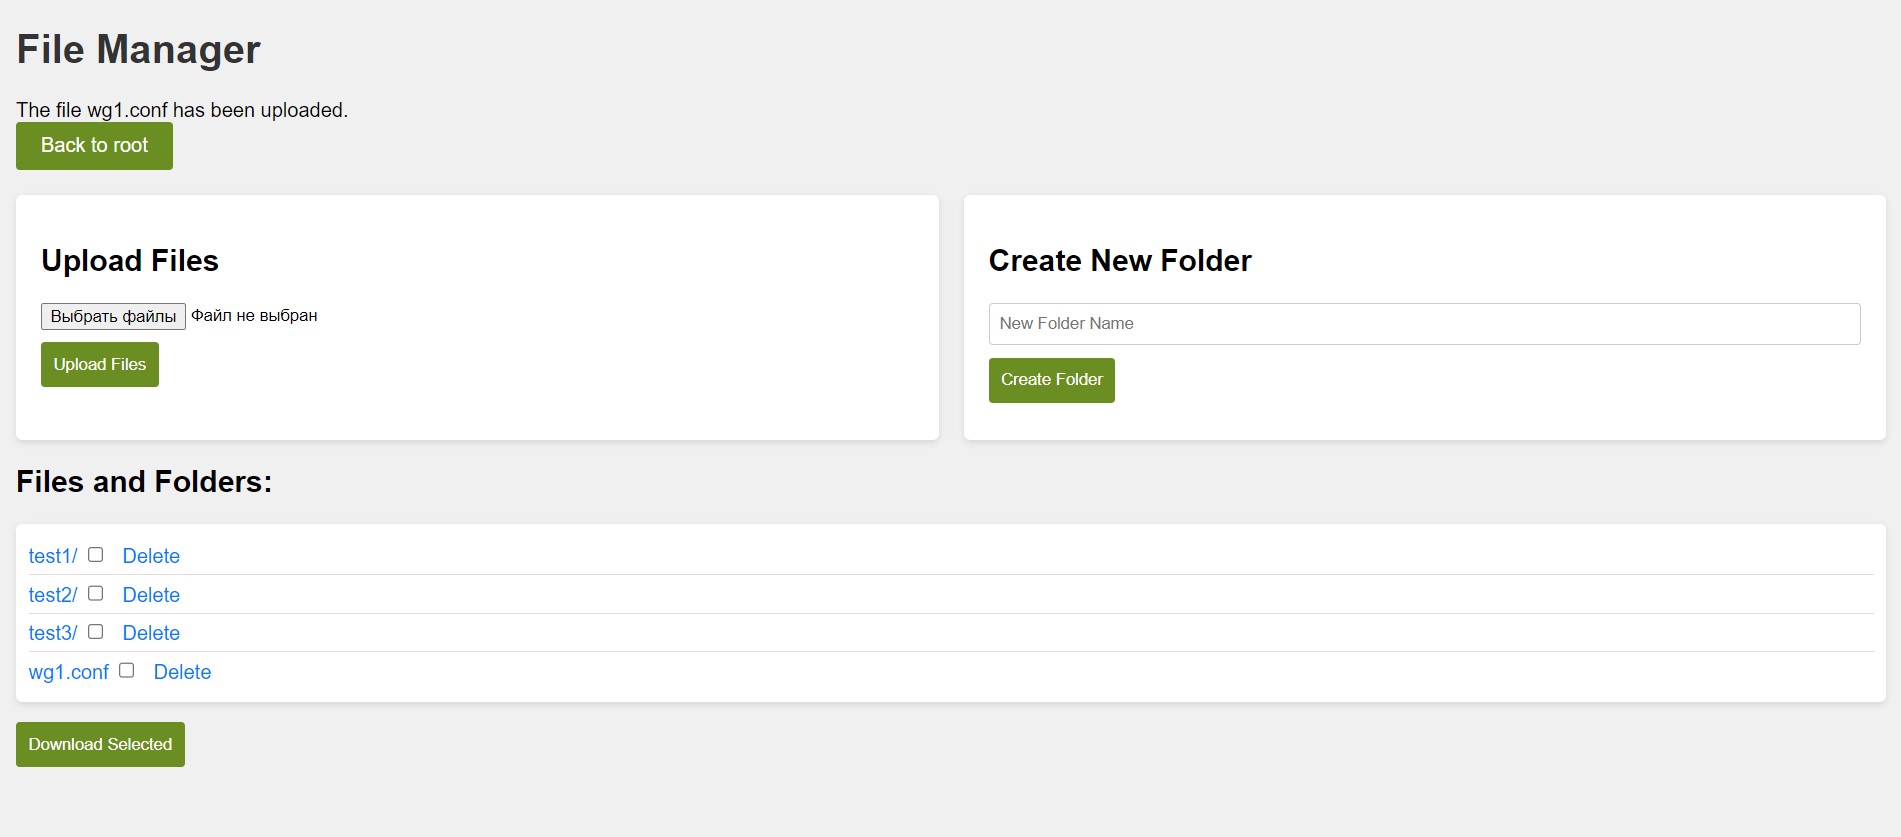 File Manager
The file wg1.conf has been uploaded.
Back to root
Upload Files
Выбрать файлы Файл не выбран
Upload Files
Create New Folder
New Folder Name
Create Folder
Files and Folders:
test1/ Delete
test2/ Delete
test3/ Delete
wg1.conf Delete
Download Selected